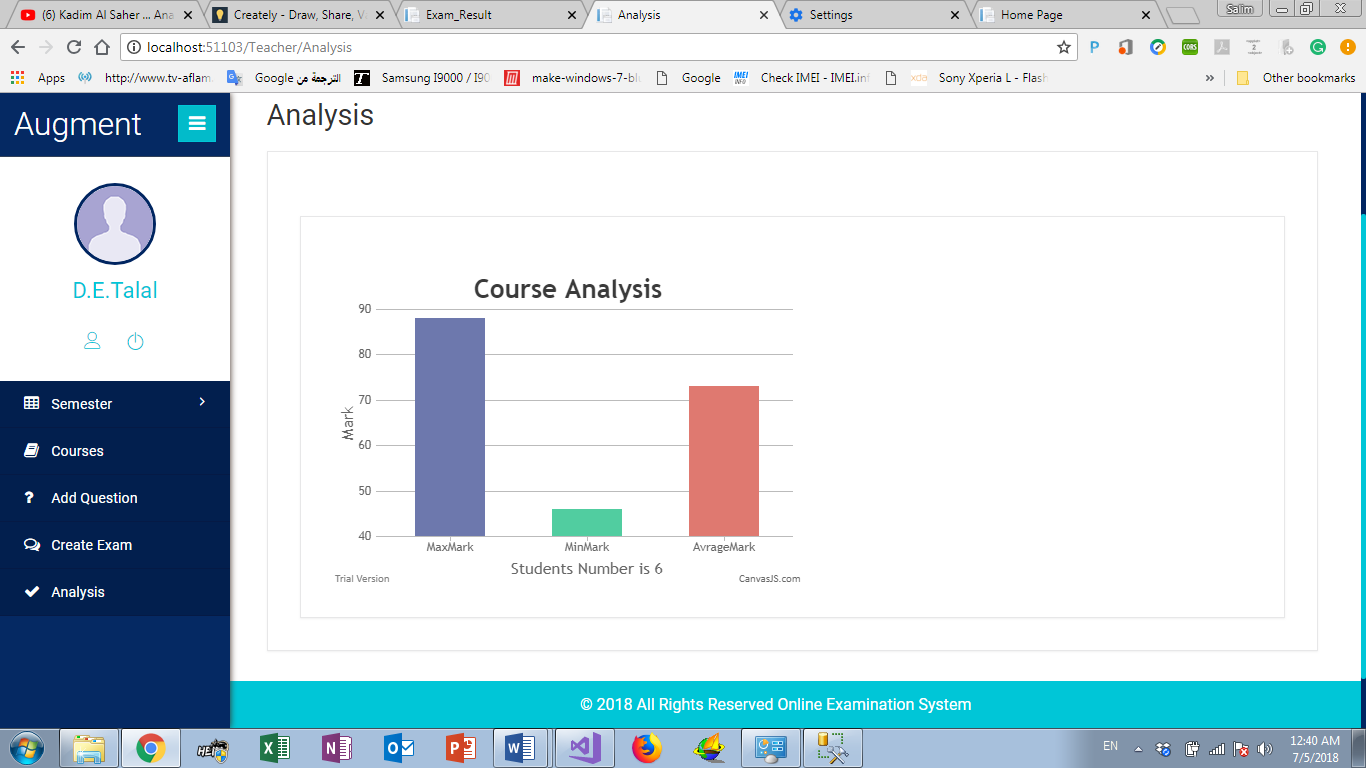 (6) Kadim Al Saher ... Ana
Creately - Draw, Share, V
Exam_Result
Analysis
Settings
Home Page
Salim
localhost:51103/Teacher/Analysis
Apps
http://www.tv-aflam
Google الترجمة من
Samsung I9000 / I90
make-windows-7-blu
Google
Check IMEI - IMEI.inf
Sony Xperia L - Flash
»
Other bookmarks
Augment
D.E.Talal
Semester
Courses
Add Question
Create Exam
Analysis
Analysis
Course Analysis
90
80
70
60
50
40
Mark
MaxMark
MinMark
AvrageMark
Students Number is 6
Trial Version
CanvasJS.com
© 2018 All Rights Reserved Online Examination System
EN
12:40 AM
7/5/2018